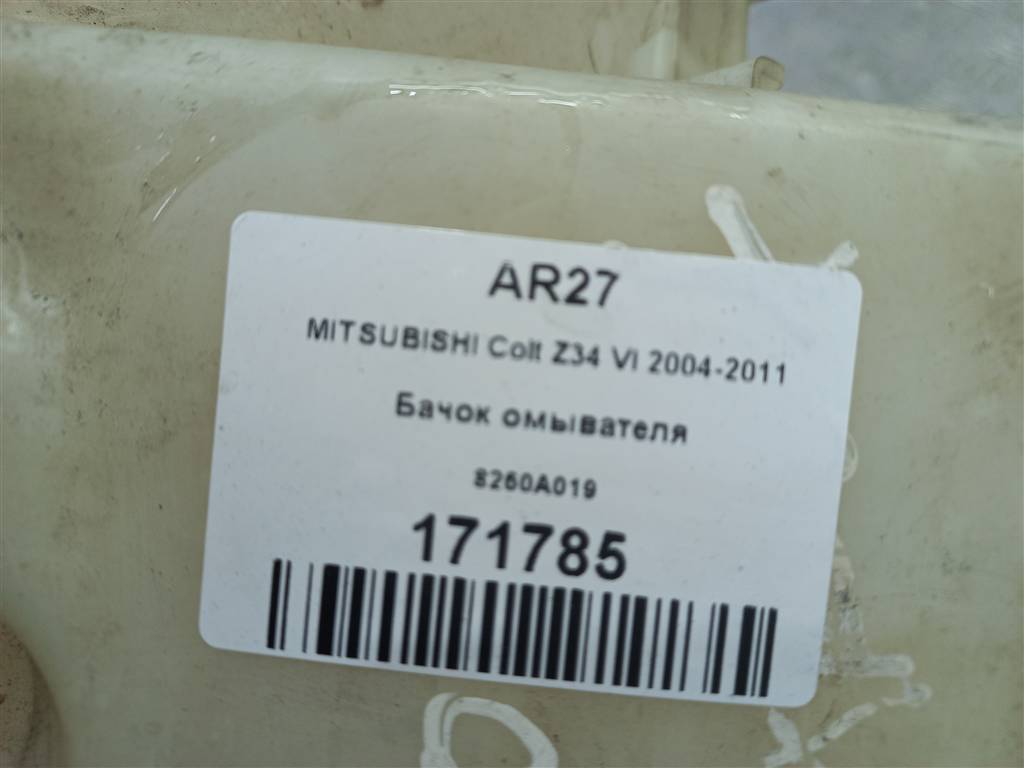 AR27
MITSUBISHI Colt Z34 VI 2004-2011
Бачок омывателя
8260A019
171785